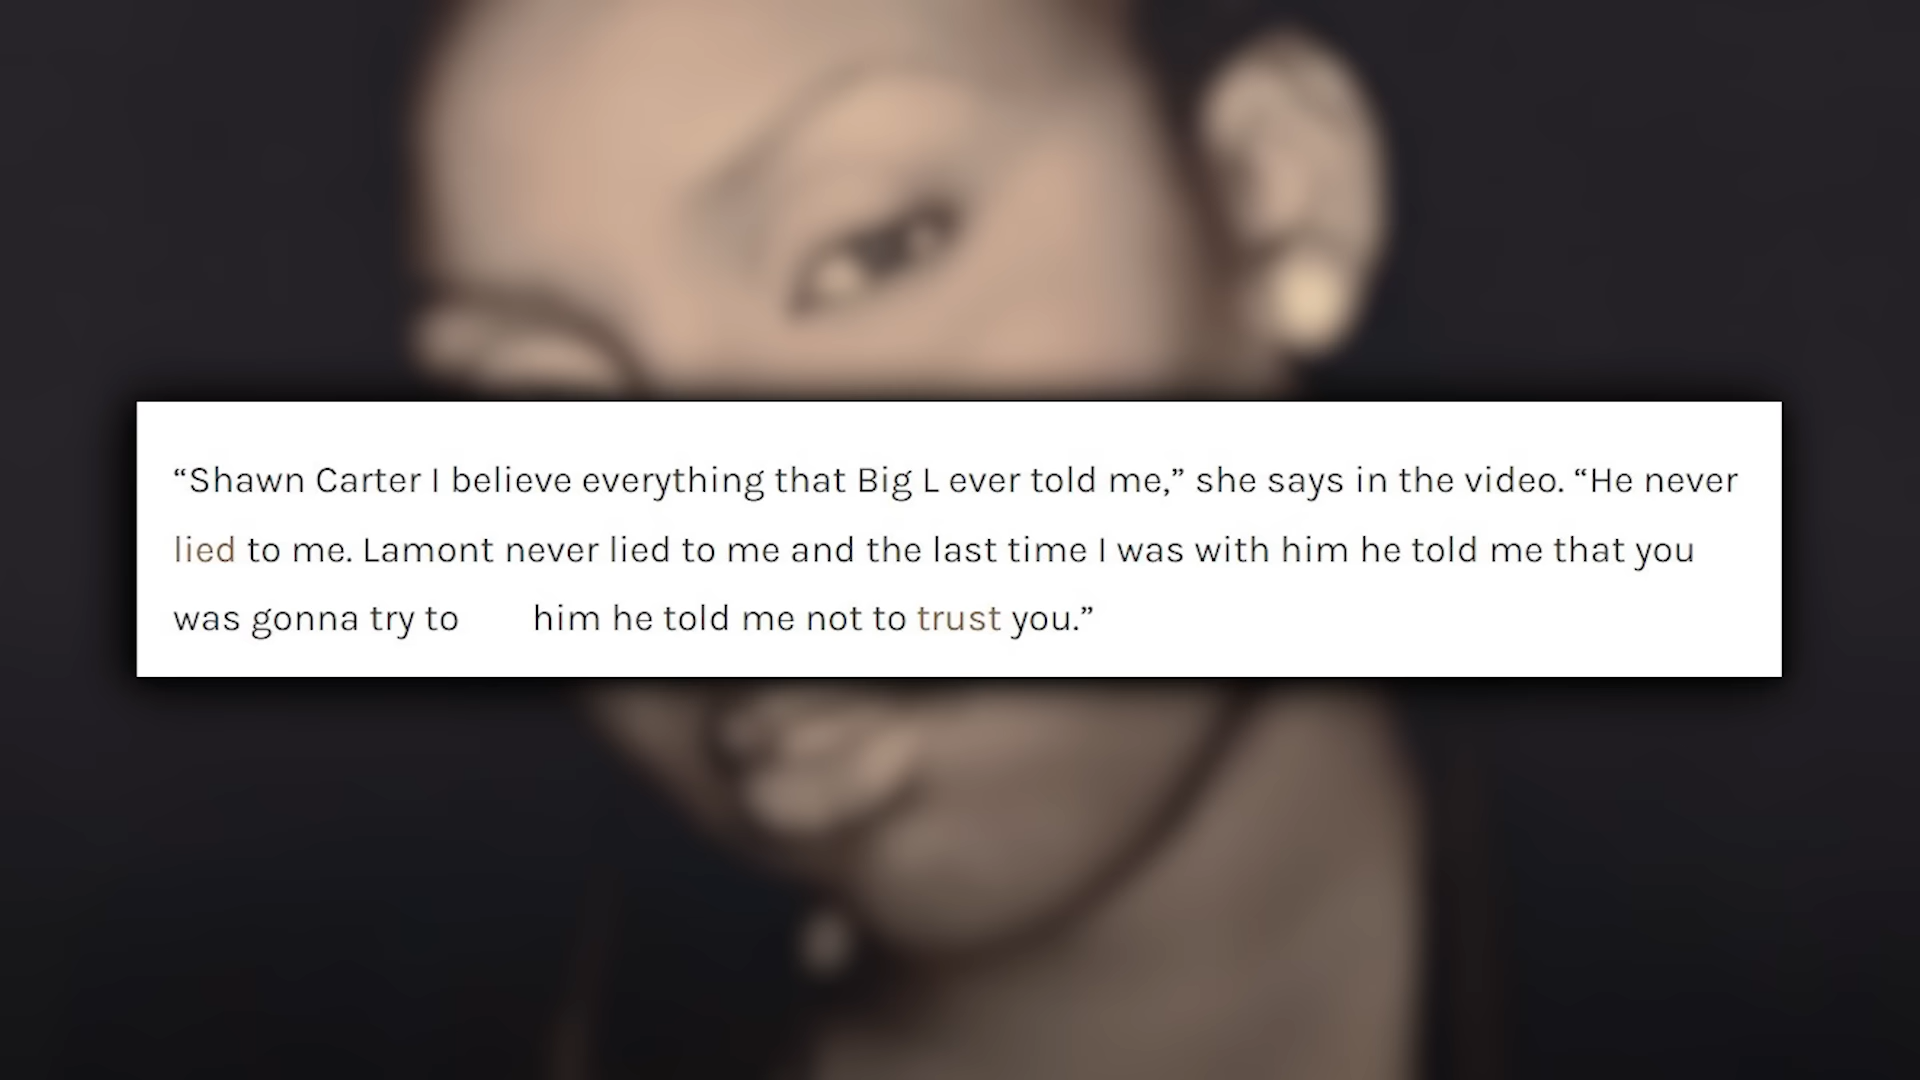 “Shawn Carter I believe everything that Big L ever told me,” she says in the video. “He never
lied to me. Lamont never lied to me and the last time I was with him he told me that you
was gonna try to him he told me not to trust you.”